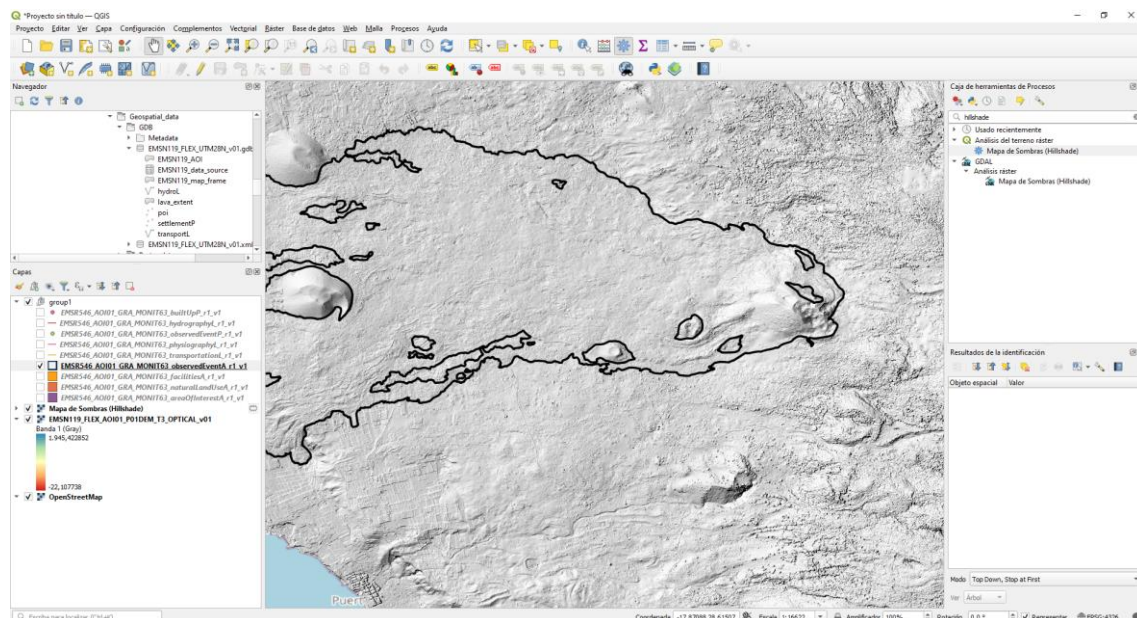 *Proyecto sin título — QGIS
Proyecto Editar Ver Capa Configuración Complementos Vectorial Ráster Base de datos Web Malla Procesos Ayuda
Navegador
Geospatial_data
GDB
Metadata
EMSN119_FLEX_UTM28N_v01.gdb
EMSN119_AOI
EMSN119_data_source
EMSN119_map_frame
hydroL
lava_extent
poi
settlementP
transportL
EMSN119_FLEX_UTM28N_v01.xml
Capas
group1
EMSR546_AOI01_GRA_MONIT63_builtUpP_r1_v1
EMSR546_AOI01_GRA_MONIT63_hydrographyL_r1_v1
EMSR546_AOI01_GRA_MONIT63_observedEventP_r1_v1
EMSR546_AOI01_GRA_MONIT63_physiographyL_r1_v1
EMSR546_AOI01_GRA_MONIT63_transportationL_r1_v1
EMSR546_AOI01_GRA_MONIT63_observedEventA_r1_v1
EMSR546_AOI01_GRA_MONIT63_facilitiesA_r1_v1
EMSR546_AOI01_GRA_MONIT63_naturalLandUseA_r1_v1
EMSR546_AOI01_GRA_MONIT63_areaOfInterestA_r1_v1
Mapa de Sombras (Hillshade)
EMSN119_FLEX_AOI01_P01DEM_T3_OPTICAL_v01
Banda 1 (Gray)
1.945,422852
-22,107738
OpenStreetMap
Puert
Caja de herramientas de Procesos
hillshade
Usado recientemente
Análisis del terreno ráster
Mapa de Sombras (Hillshade)
GDAL
Análisis ráster
Mapa de Sombras (Hillshade)
Resultados de la identificación
Objeto espacial Valor
Modo Top Down, Stop at First
Ver Árbol
Coordenada Escala 1:16622 Amplificador 100% Rotación 0,0 ° Representar EPSG:4326